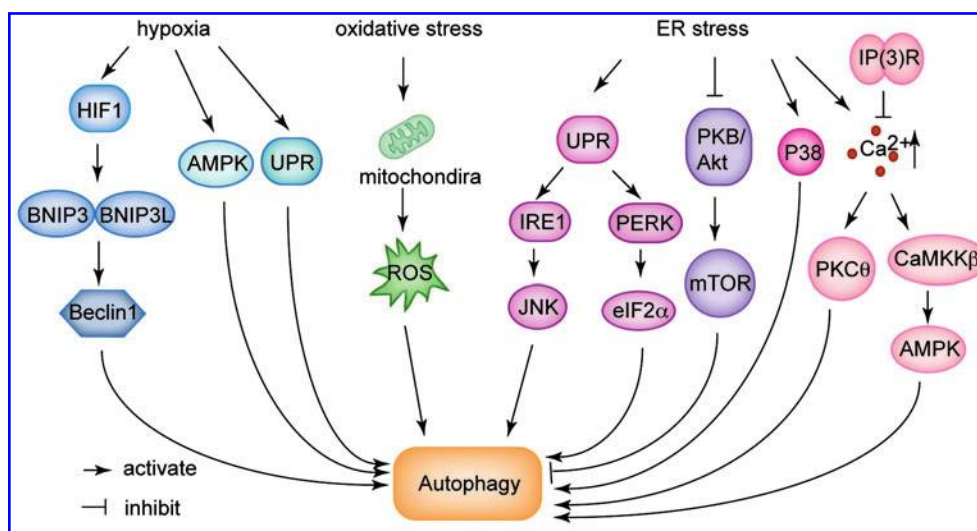 hypoxia
oxidative stress
ER stress
IP(3)R
HIF1
AMPK
UPR
mitochondira
UPR
PKB/
Akt
P38
Ca2+
BNIP3
BNIP3L
ROS
IRE1
PERK
mTOR
PKCθ
CaMKKβ
Beclin1
JNK
eIF2α
AMPK
Autophagy
activate
inhibit